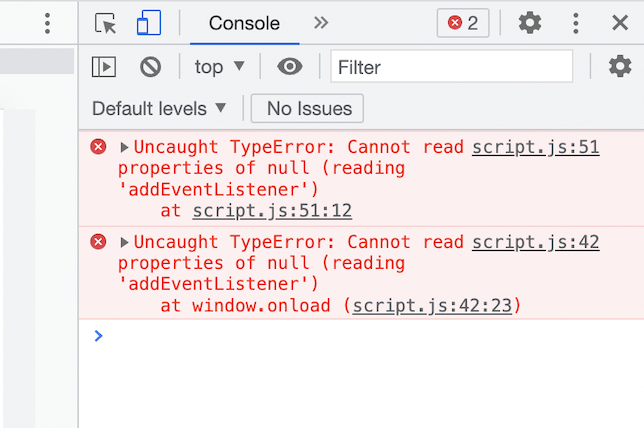 Console
2
top
Filter
Default levels
No Issues
Uncaught TypeError: Cannot read script.js:51
properties of null (reading
'addEventListener')
at script.js:51:12
Uncaught TypeError: Cannot read script.js:42
properties of null (reading
'addEventListener')
at window.onload (script.js:42:23)